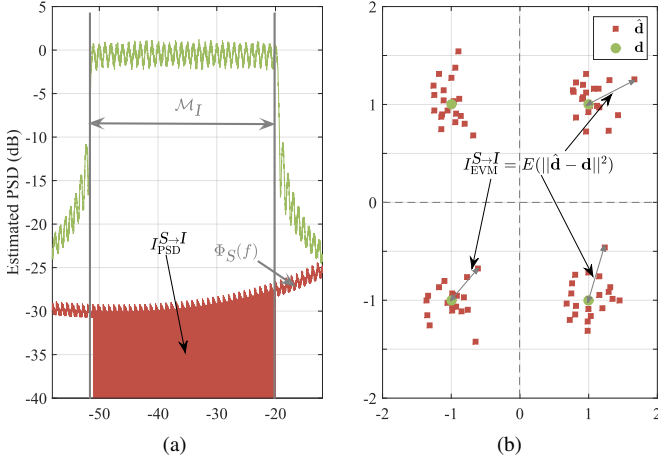 10
5
0
-5
-10
-15
-20
-25
-30
-35
-40
Estimated PSD (dB)
-50 -40 -30 -20
ℳ_I
I_PSD^{S→I}
Φ_S(f)
(a)
2
1
0
-1
-2
-2 -1 0 1 2
d̂
d
I_EVM^{S→I} = E(||d̂ − d||²)
(b)